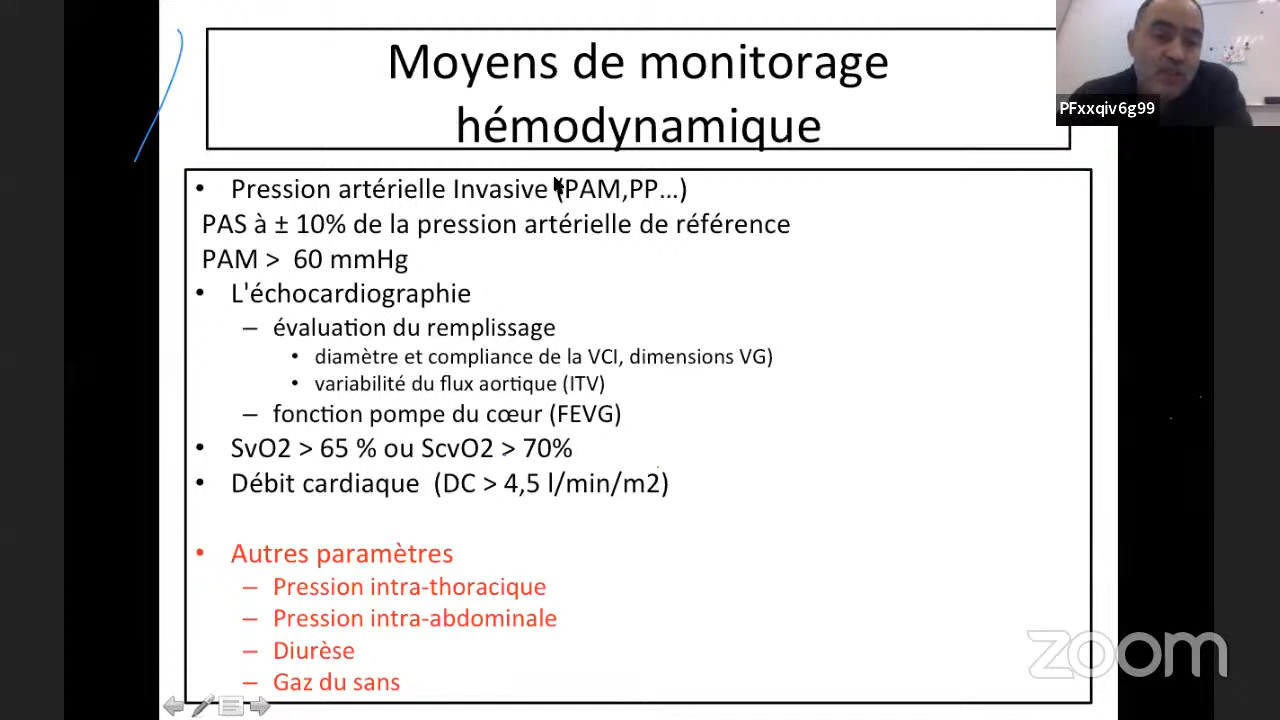 Moyens de monitorage
hémodynamique
PFxxqiv6g99
• Pression artérielle Invasive (PAM,PP...)
PAS à ± 10% de la pression artérielle de référence
PAM > 60 mmHg
• L'échocardiographie
– évaluation du remplissage
• diamètre et compliance de la VCI, dimensions VG)
• variabilité du flux aortique (ITV)
– fonction pompe du cœur (FEVG)
• SvO2 > 65 % ou ScvO2 > 70%
• Débit cardiaque (DC > 4,5 l/min/m2)
• Autres paramètres
– Pression intra-thoracique
– Pression intra-abdominale
– Diurèse
– Gaz du sans
zoom